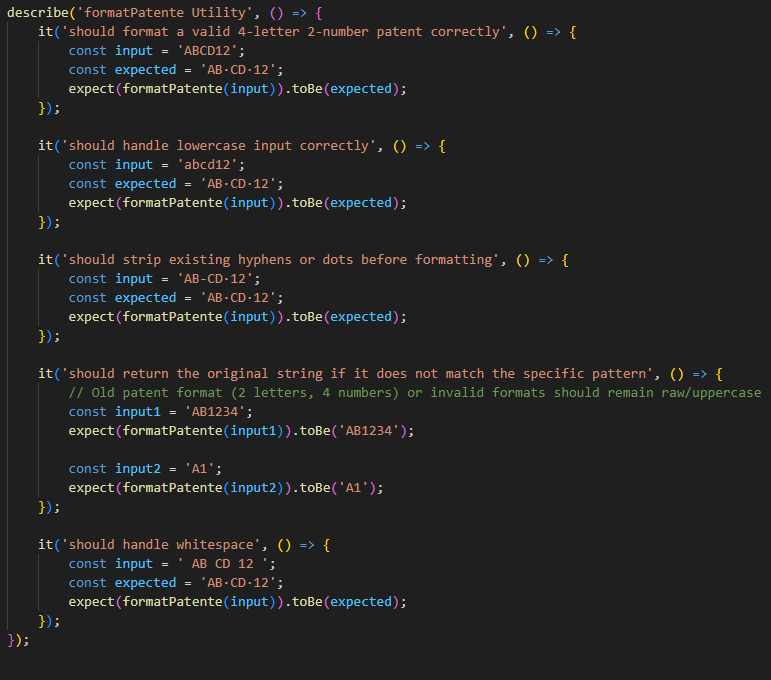 describe('formatPatente Utility', () => {
    it('should format a valid 4-letter 2-number patent correctly', () => {
        const input = 'ABCD12';
        const expected = 'AB·CD·12';
        expect(formatPatente(input)).toBe(expected);
    });

    it('should handle lowercase input correctly', () => {
        const input = 'abcd12';
        const expected = 'AB·CD·12';
        expect(formatPatente(input)).toBe(expected);
    });

    it('should strip existing hyphens or dots before formatting', () => {
        const input = 'AB-CD·12';
        const expected = 'AB·CD·12';
        expect(formatPatente(input)).toBe(expected);
    });

    it('should return the original string if it does not match the specific pattern', () => {
        // Old patent format (2 letters, 4 numbers) or invalid formats should remain raw/uppercase
        const input1 = 'AB1234';
        expect(formatPatente(input1)).toBe('AB1234');

        const input2 = 'A1';
        expect(formatPatente(input2)).toBe('A1');
    });

    it('should handle whitespace', () => {
        const input = ' AB CD 12 ';
        const expected = 'AB·CD·12';
        expect(formatPatente(input)).toBe(expected);
    });
});